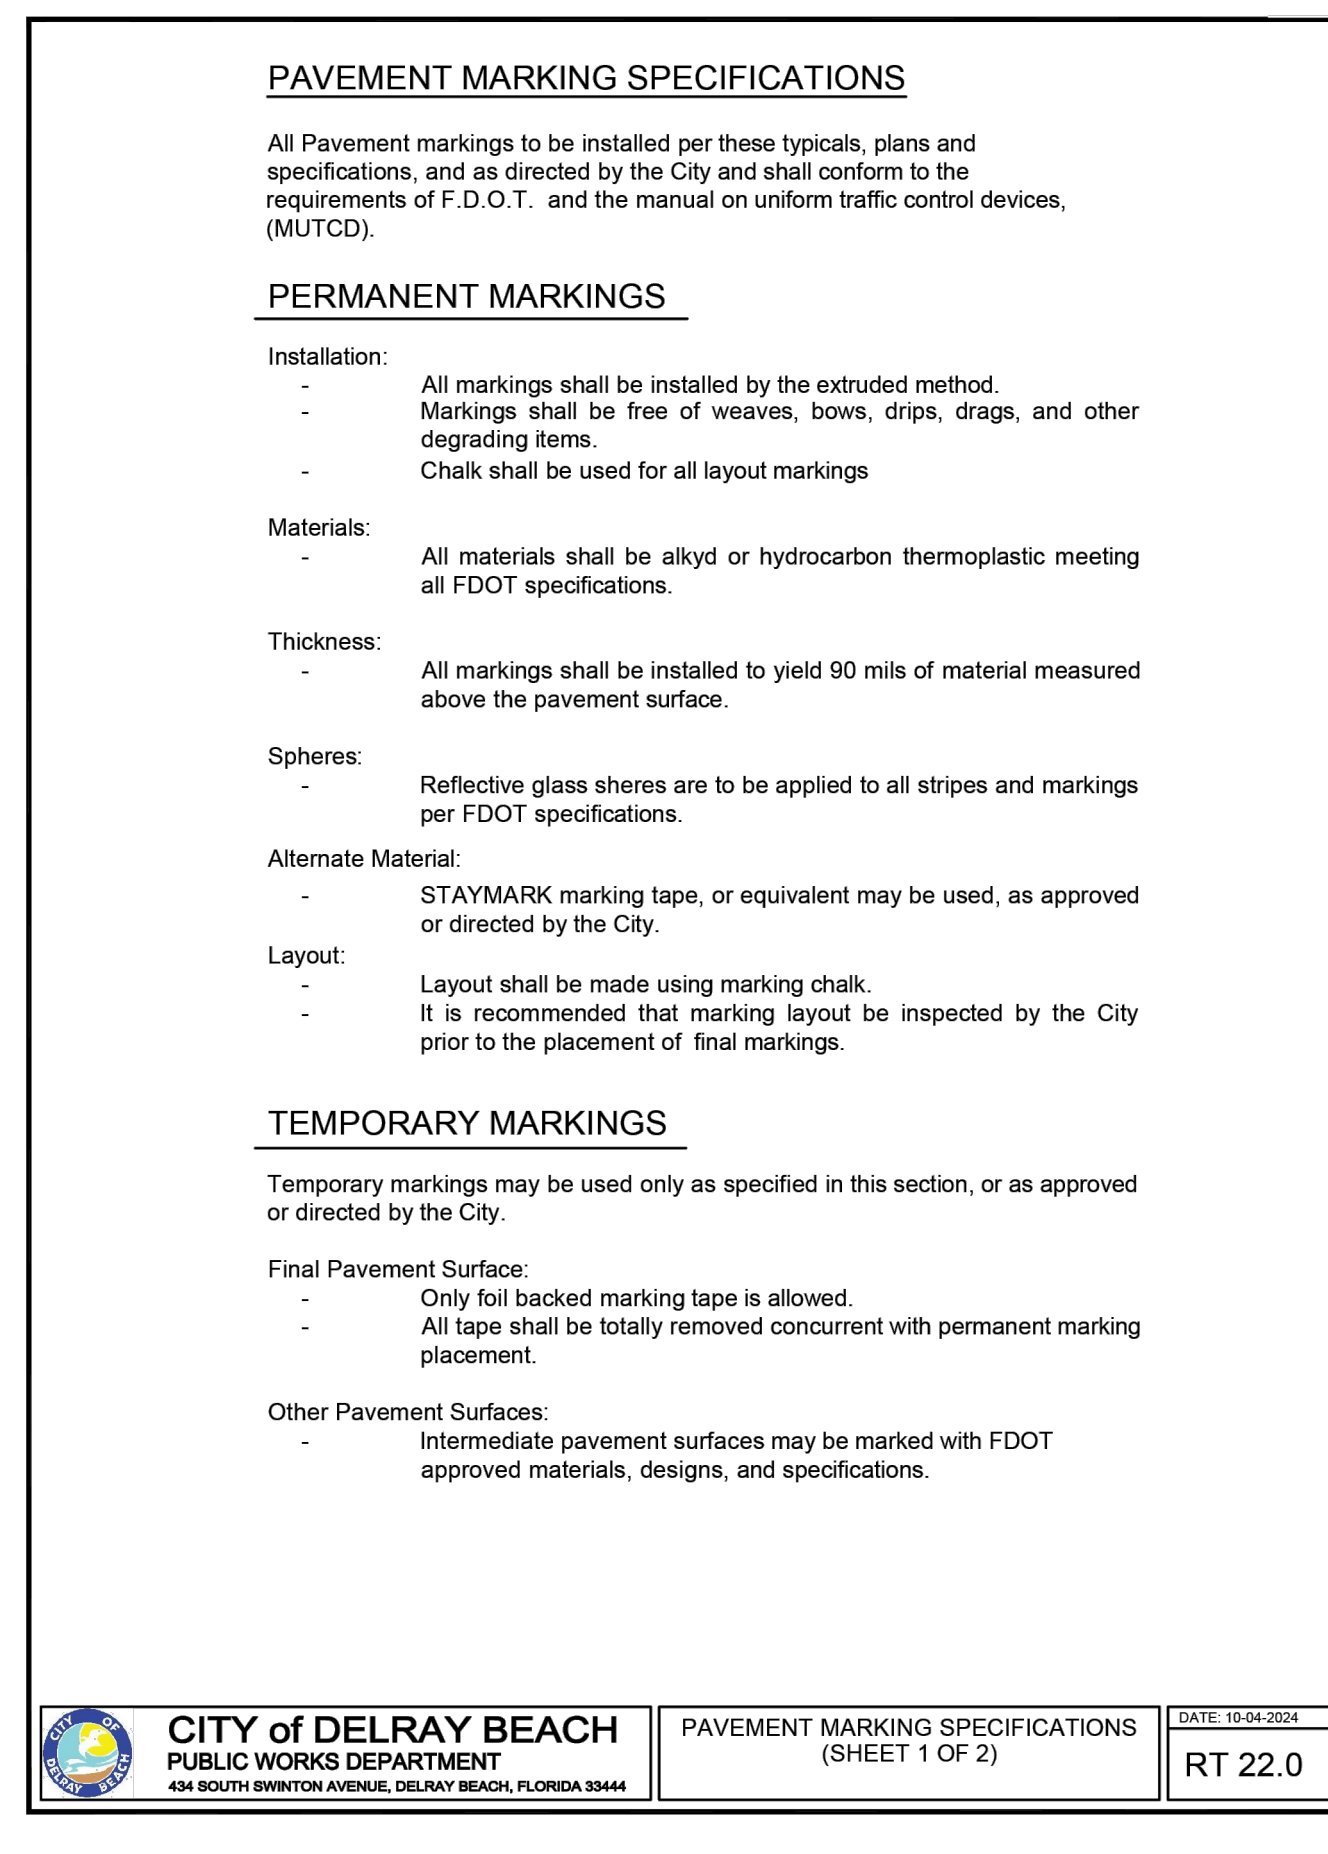 PAVEMENT MARKING SPECIFICATIONS
All Pavement markings to be installed per these typicals, plans and
specifications, and as directed by the City and shall conform to the
requirements of F.D.O.T. and the manual on uniform traffic control devices,
(MUTCD).
PERMANENT MARKINGS
Installation:
- All markings shall be installed by the extruded method.
- Markings shall be free of weaves, bows, drips, drags, and other
degrading items.
- Chalk shall be used for all layout markings
Materials:
- All materials shall be alkyd or hydrocarbon thermoplastic meeting
all FDOT specifications.
Thickness:
- All markings shall be installed to yield 90 mils of material measured
above the pavement surface.
Spheres:
- Reflective glass sheres are to be applied to all stripes and markings
per FDOT specifications.
Alternate Material:
- STAYMARK marking tape, or equivalent may be used, as approved
or directed by the City.
Layout:
- Layout shall be made using marking chalk.
- It is recommended that marking layout be inspected by the City
prior to the placement of final markings.
TEMPORARY MARKINGS
Temporary markings may be used only as specified in this section, or as approved
or directed by the City.
Final Pavement Surface:
- Only foil backed marking tape is allowed.
- All tape shall be totally removed concurrent with permanent marking
placement.
Other Pavement Surfaces:
- Intermediate pavement surfaces may be marked with FDOT
approved materials, designs, and specifications.
CITY OF DELRAY BEACH
CITY of DELRAY BEACH
PUBLIC WORKS DEPARTMENT
434 SOUTH SWINTON AVENUE, DELRAY BEACH, FLORIDA 33444
PAVEMENT MARKING SPECIFICATIONS
(SHEET 1 OF 2)
DATE: 10-04-2024
RT 22.0